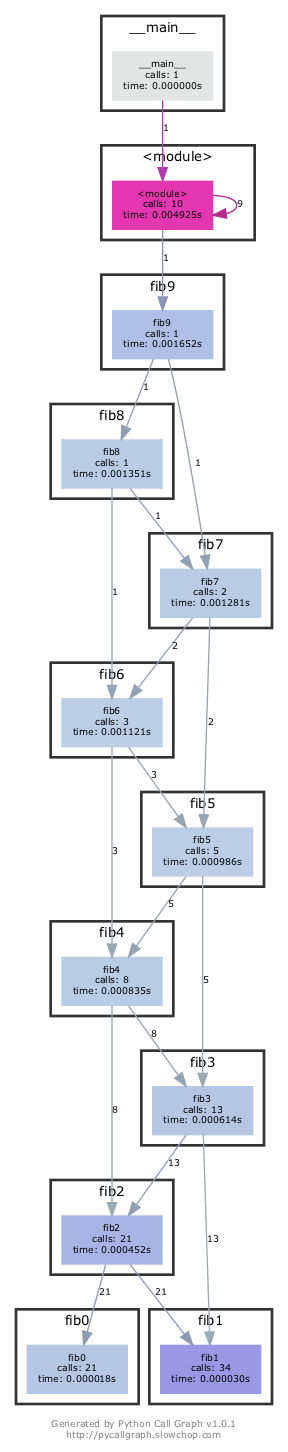 __main__
__main__
calls: 1
time: 0.000000s
1
<module>
<module>
calls: 10
time: 0.004925s
9
1
fib9
fib9
calls: 1
time: 0.001652s
1
1
fib8
fib8
calls: 1
time: 0.001351s
1
1
fib7
fib7
calls: 2
time: 0.001281s
2
2
fib6
fib6
calls: 3
time: 0.001121s
3
3
fib5
fib5
calls: 5
time: 0.000986s
5
5
fib4
fib4
calls: 8
time: 0.000835s
8
8
fib3
fib3
calls: 13
time: 0.000614s
13
13
fib2
fib2
calls: 21
time: 0.000452s
21
21
fib0
fib0
calls: 21
time: 0.000018s
fib1
fib1
calls: 34
time: 0.000030s
Generated by Python Call Graph v1.0.1
http://pycallgraph.slowchop.com